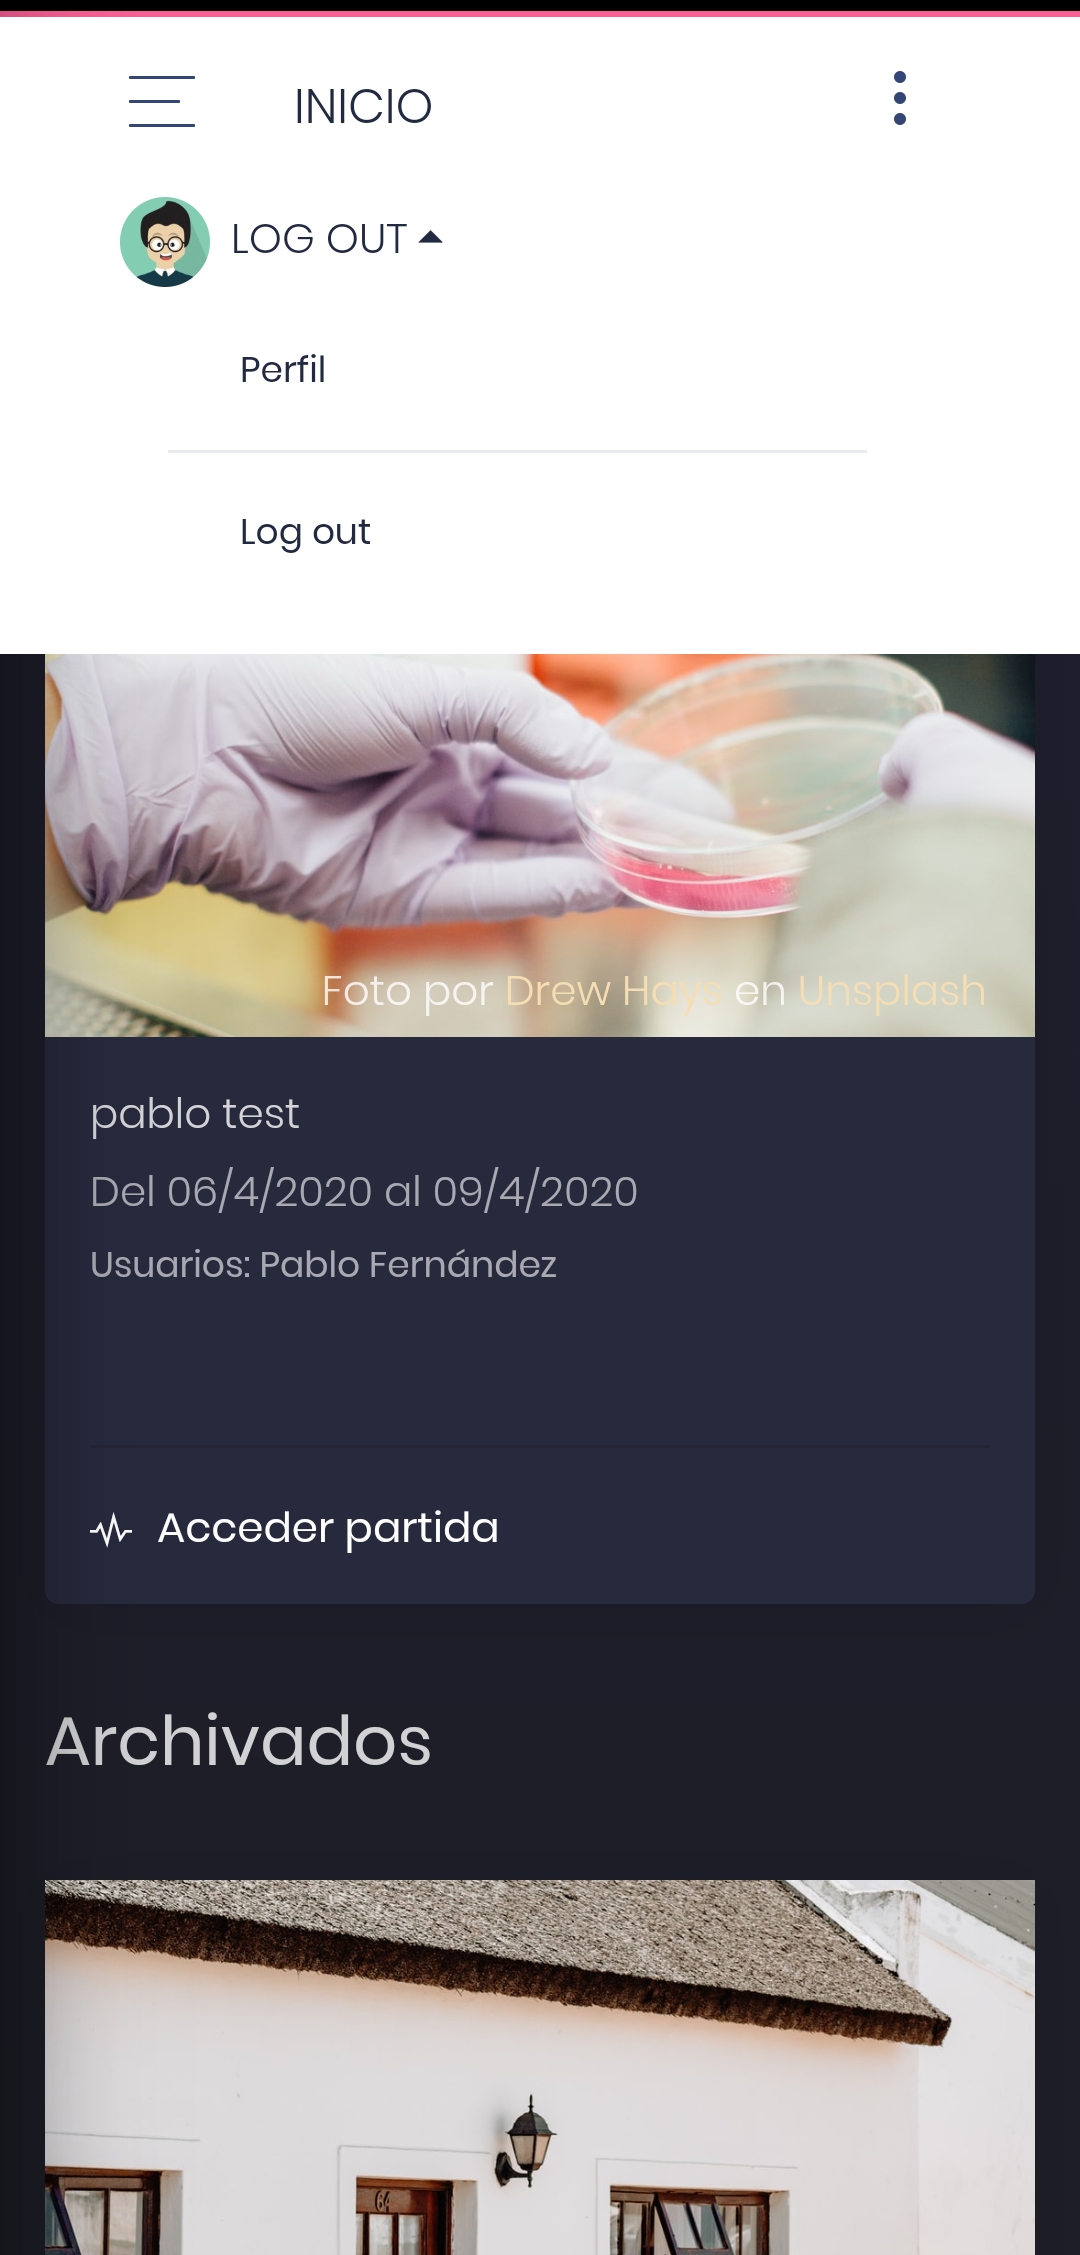 INICIO
LOG OUT
Perfil
Log out
Foto por Drew Hays en Unsplash
pablo test
Del 06/4/2020 al 09/4/2020
Usuarios: Pablo Fernández
Acceder partida
Archivados
64